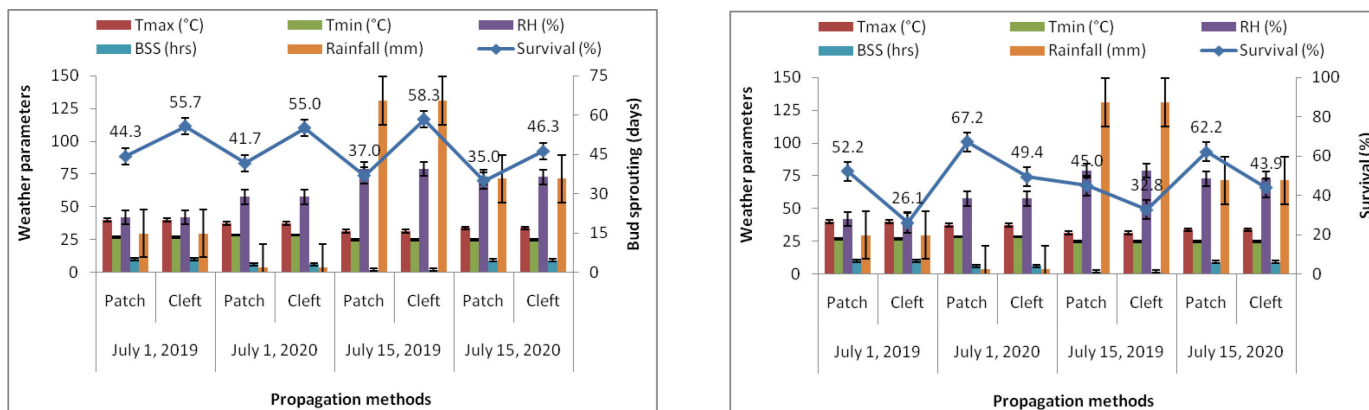 Tmax (°C) Tmin (°C) RH (%)
BSS (hrs) Rainfall (mm) Survival (%)
Weather parameters
150
125
100
75
50
25
0
44.3 55.7 41.7 55.0 37.0 58.3 35.0 46.3
75
60
45
30
15
0
Bud sprouting (days)
Patch Cleft Patch Cleft Patch Cleft Patch Cleft
July 1, 2019 July 1, 2020 July 15, 2019 July 15, 2020
Propagation methods
Tmax (°C) Tmin (°C) RH (%)
BSS (hrs) Rainfall (mm) Survival (%)
Weather parameters
150
125
100
75
50
25
0
52.2 26.1 67.2 49.4 45.0 32.8 62.2 43.9
100
80
60
40
20
0
Survival (%)
Patch Cleft Patch Cleft Patch Cleft Patch Cleft
July 1, 2019 July 1, 2020 July 15, 2019 July 15, 2020
Propagation methods